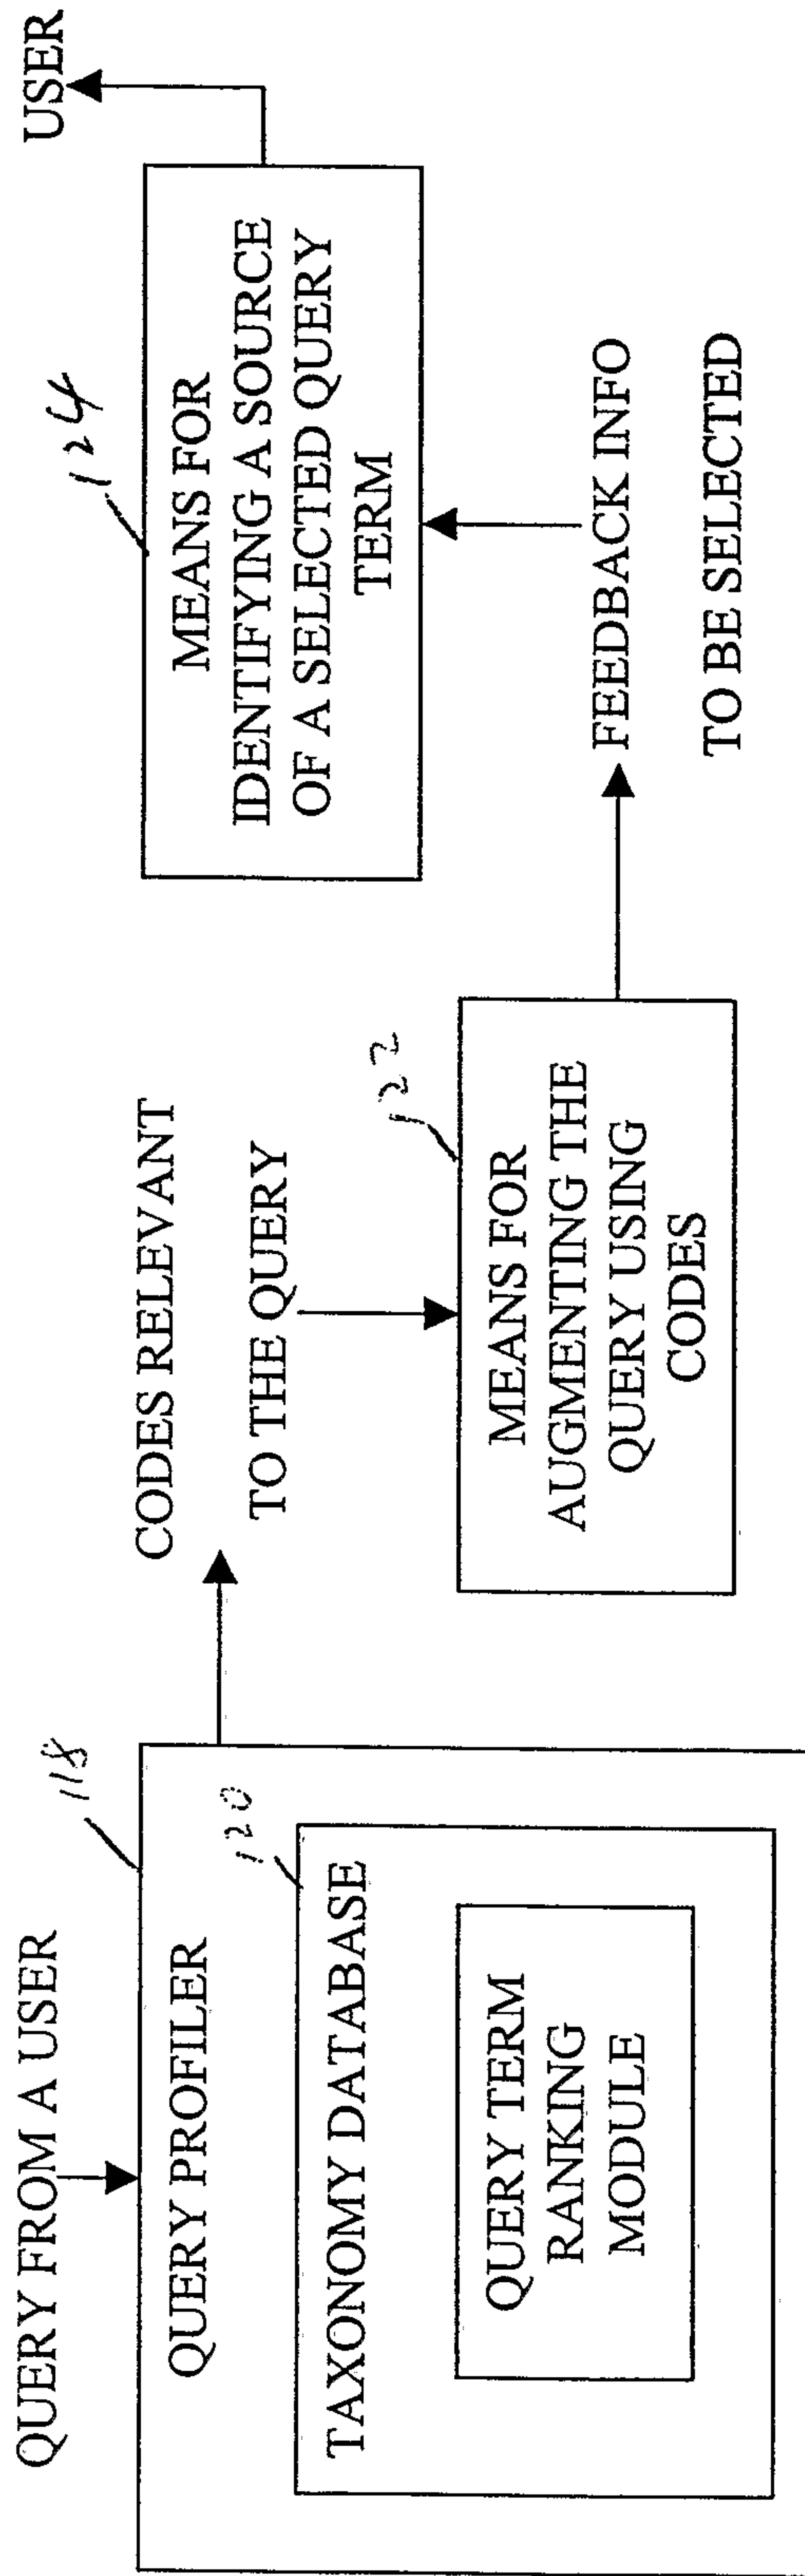 QUERY FROM A USER
118
QUERY PROFILER
120
TAXONOMY DATABASE
QUERY TERM
RANKING
MODULE
CODES RELEVANT
TO THE QUERY
122
MEANS FOR
AUGMENTING THE
QUERY USING
CODES
USER
124
MEANS FOR
IDENTIFYING A SOURCE
OF A SELECTED QUERY
TERM
FEEDBACK INFO
TO BE SELECTED